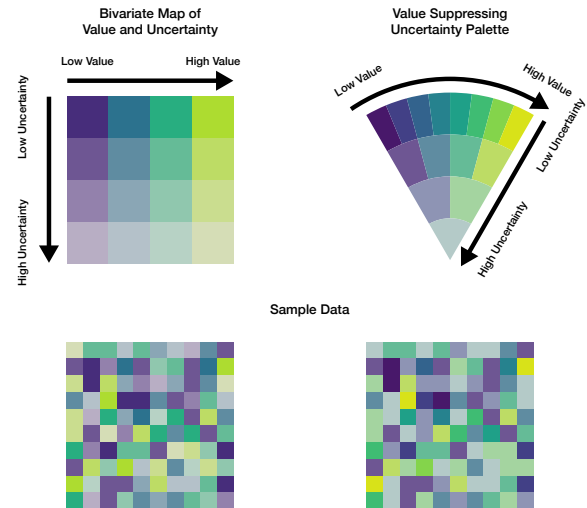 Bivariate Map of
Value and Uncertainty
Low Value
High Value
Low Uncertainty
High Uncertainty
Value Suppressing
Uncertainty Palette
Low Value
High Value
Low Uncertainty
High Uncertainty
Sample Data